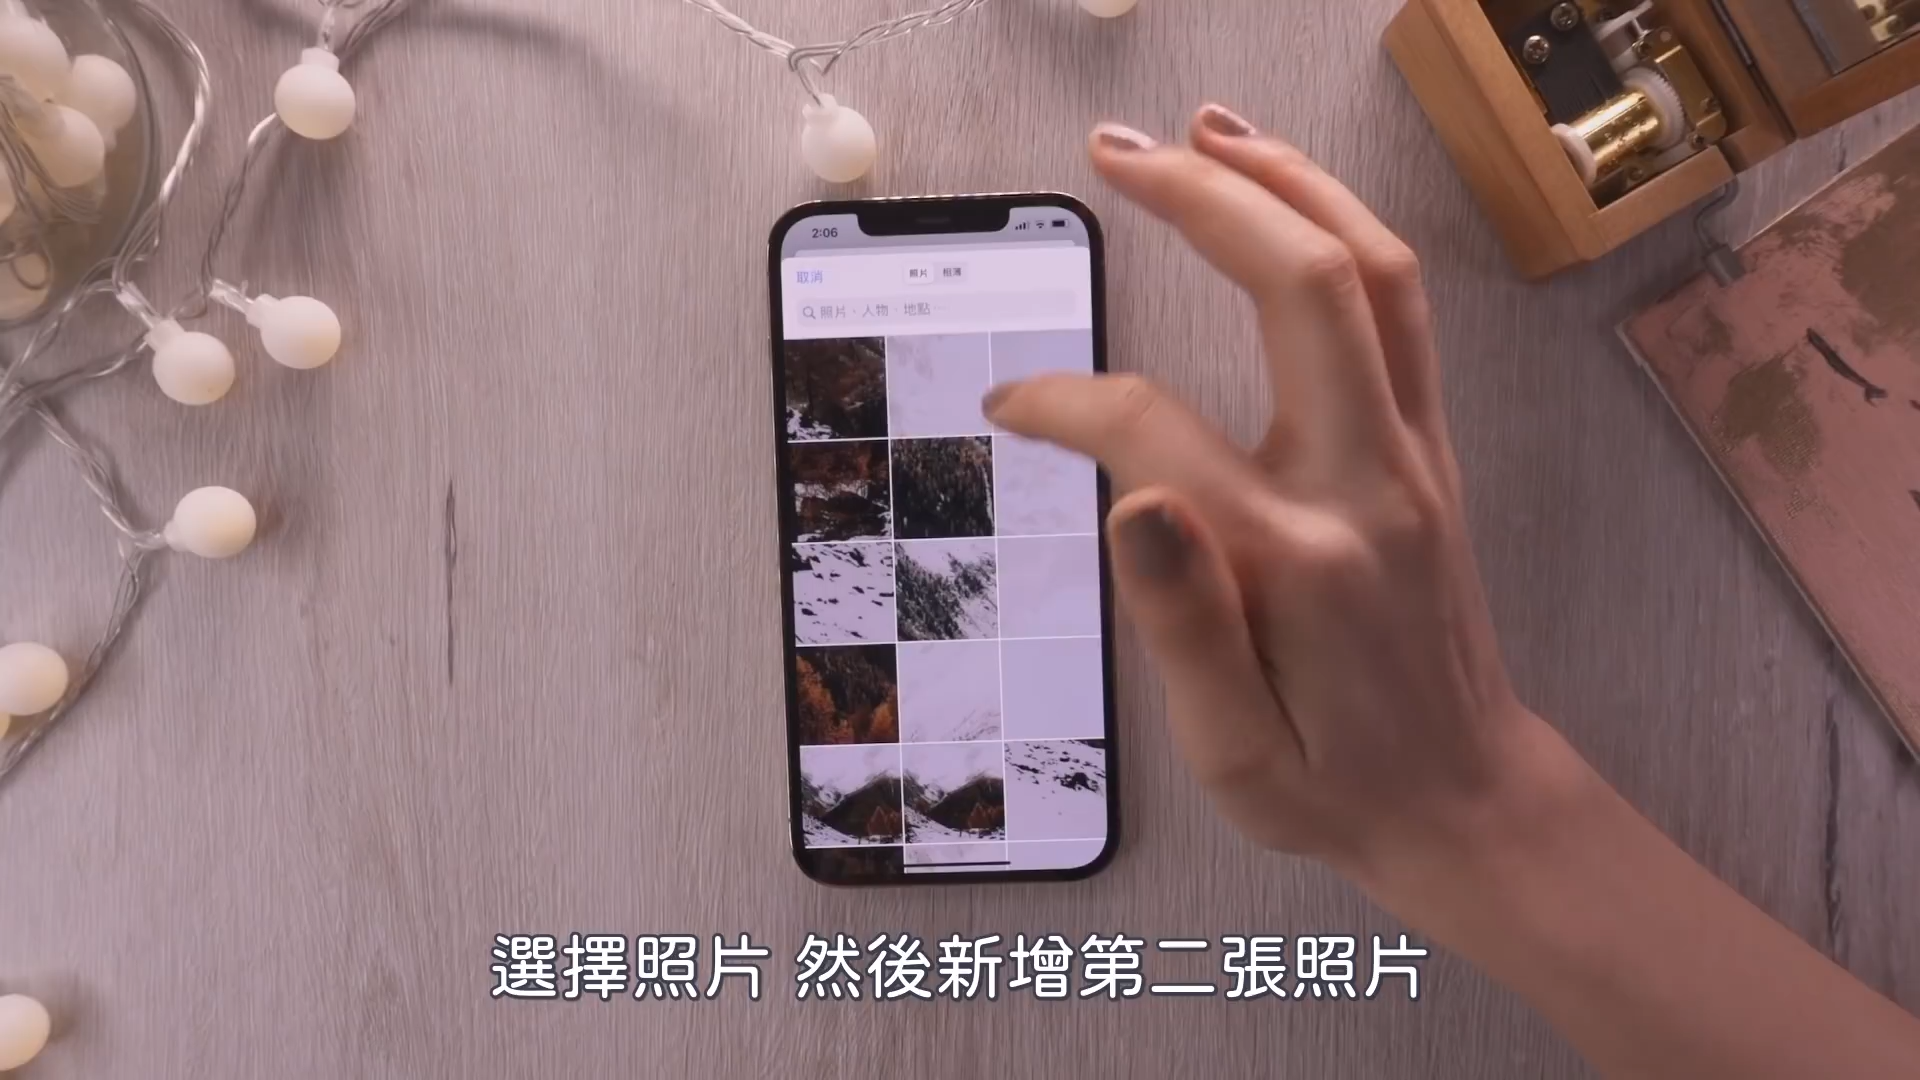 2:06
取消
照片 相簿
照片、人物、地點…
選擇照片 然後新增第二張照片